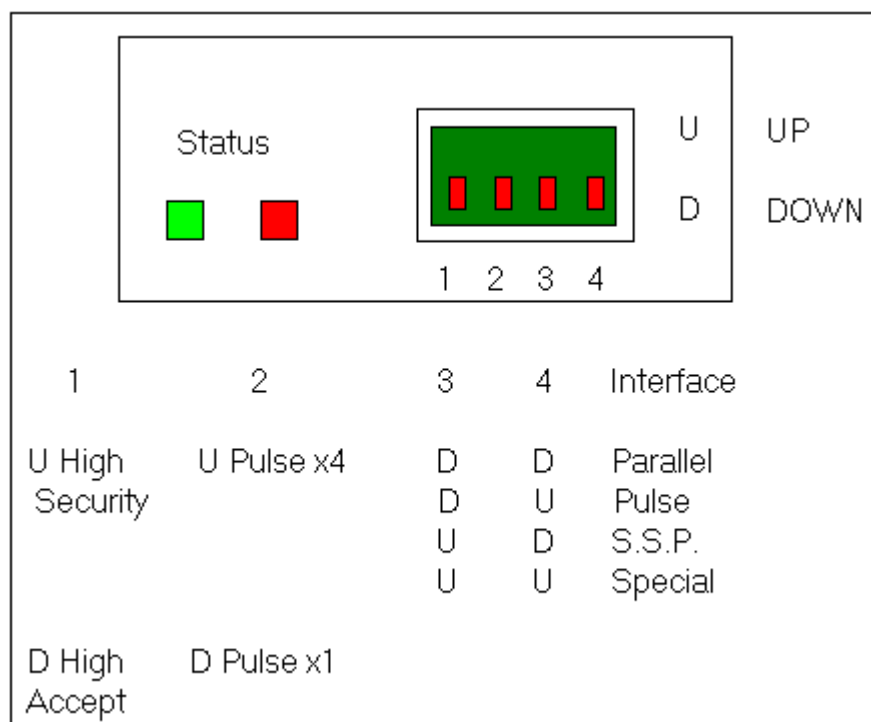 Status
U UP
D DOWN
1 2 3 4
1 2 3 4 Interface
U High Security U Pulse x4 D D Parallel
D U Pulse
U D S.S.P.
U U Special
D High Accept D Pulse x1